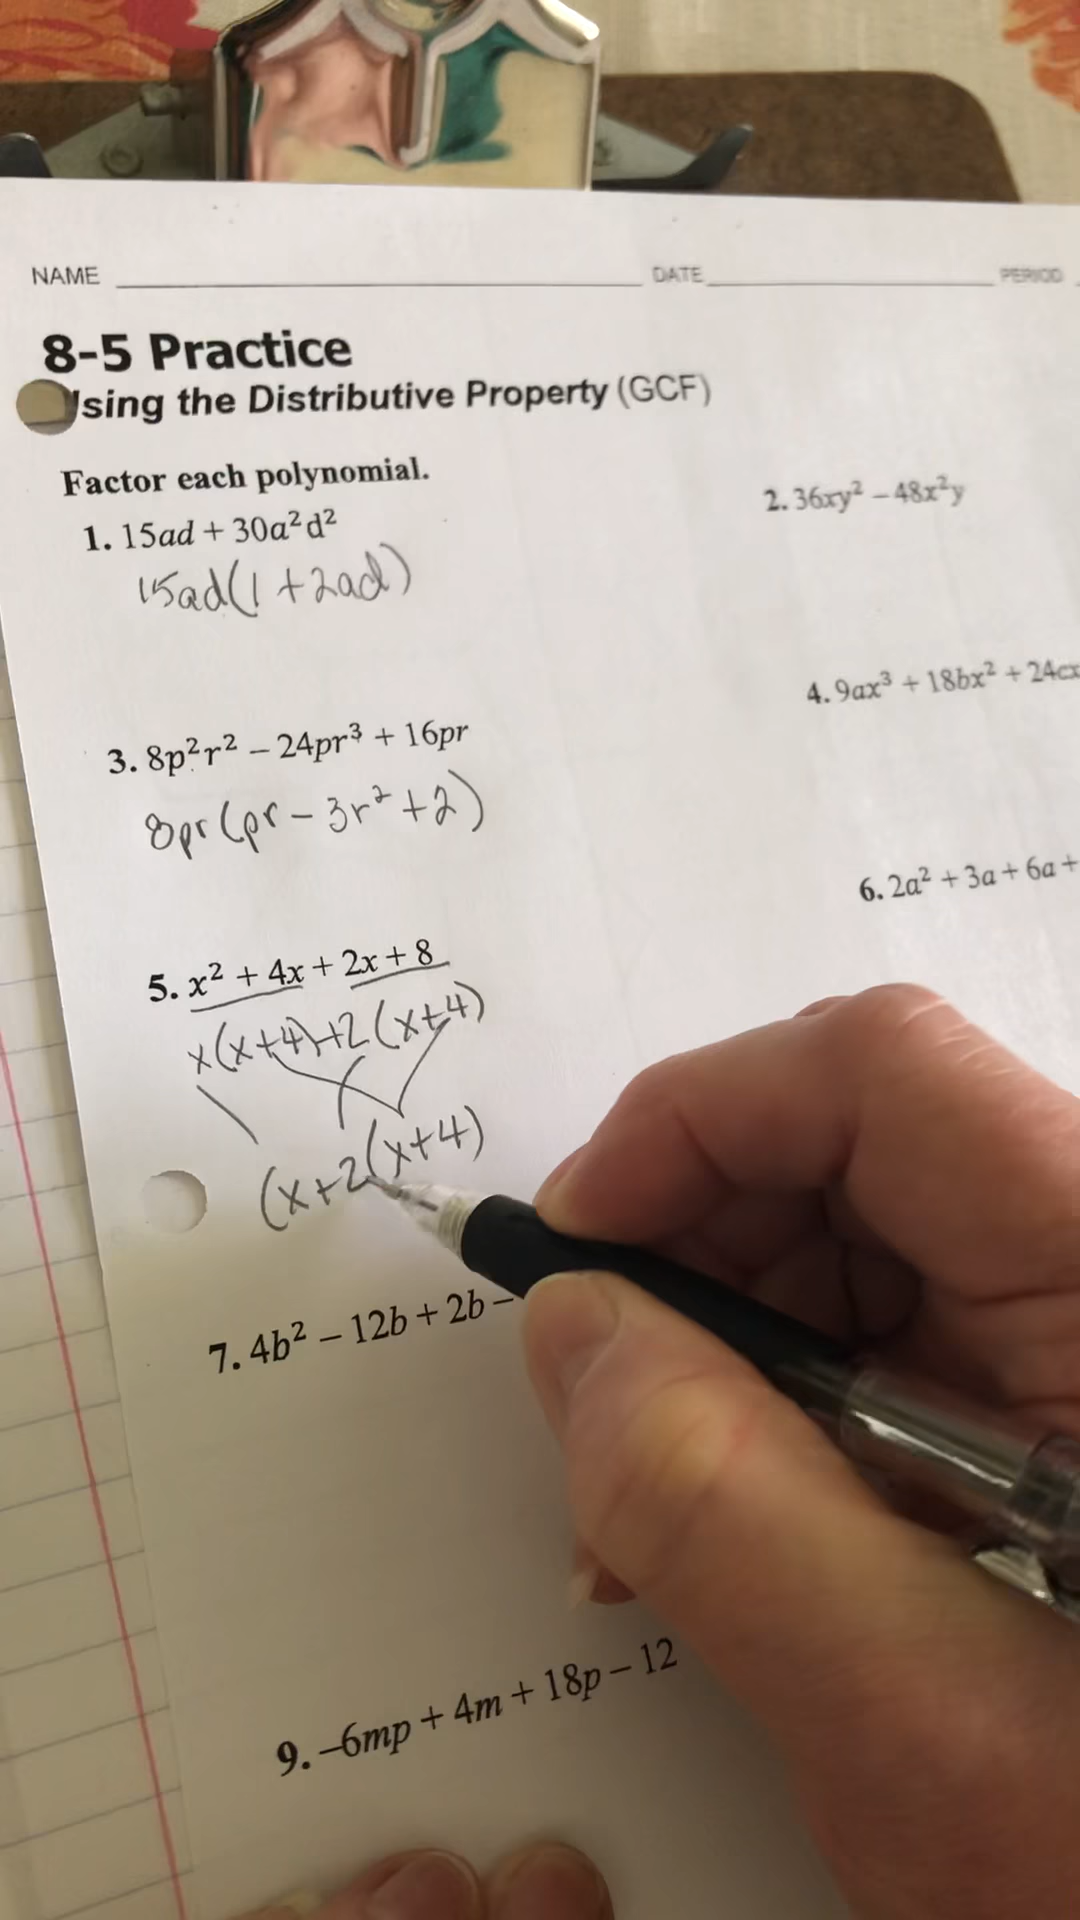 NAME DATE PERIOD
8-5 Practice
Using the Distributive Property (GCF)
Factor each polynomial.
1. 15ad + 30a²d²
15ad(1 + 2ad)
2. 36xy² – 48x²y
3. 8p²r² – 24pr³ + 16pr
8pr(pr – 3r² + 2)
4. 9ax³ + 18bx² + 24cx
5. x² + 4x + 2x + 8
x(x+4)+2(x+4)
(x+2(x+4)
6. 2a² + 3a + 6a +
7. 4b² – 12b + 2b –
9. –6mp + 4m + 18p – 12